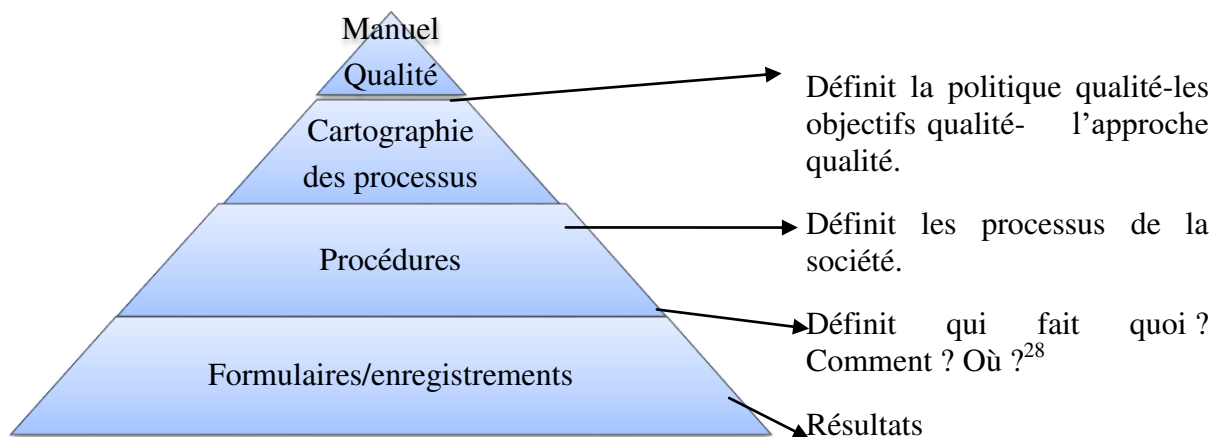 Manuel
Qualité
Cartographie
des processus
Procédures
Formulaires/enregistrements
Définit la politique qualité-les
objectifs qualité- l’approche
qualité.
Définit les processus de la
société.
Définit qui fait quoi ?
Comment ? Où ?²⁸
Résultats